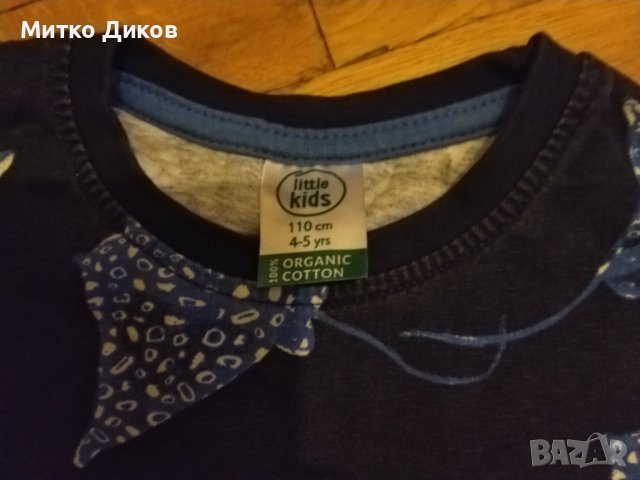 Митко Диков
little
kids
110 cm
4-5 yrs
100% ORGANIC
COTTON
BAZAR